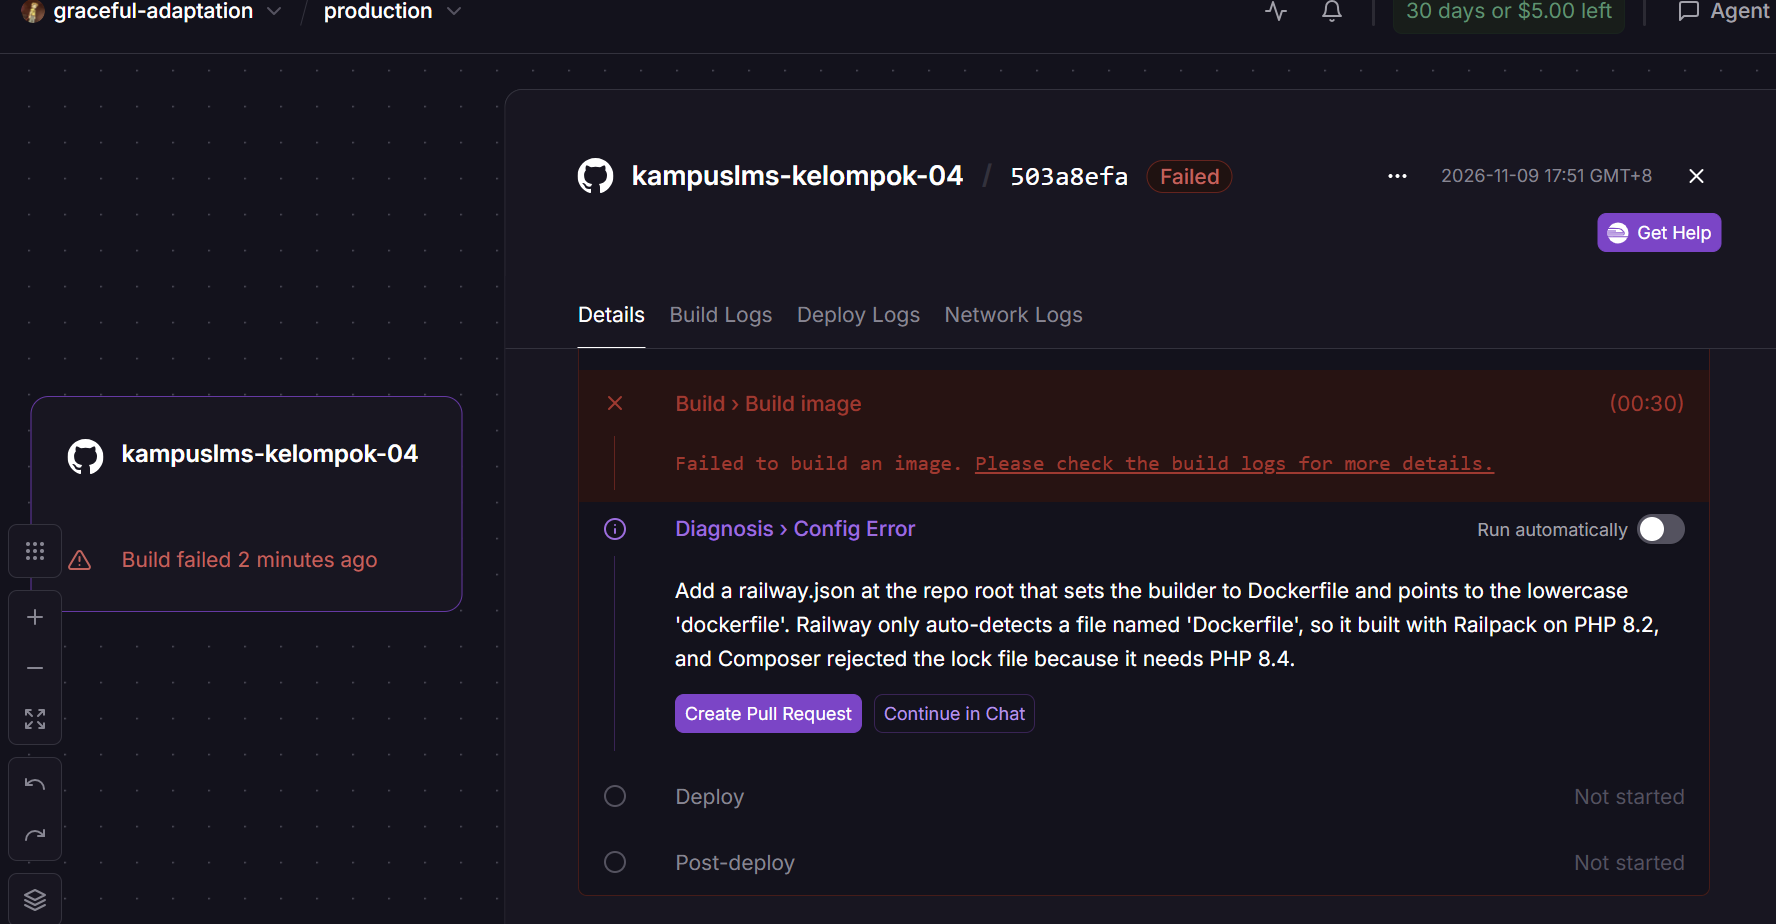 graceful-adaptation / production
30 days or $5.00 left
Agent
kampuslms-kelompok-04 / 503a8efa Failed
2026-11-09 17:51 GMT+8
Get Help
Details Build Logs Deploy Logs Network Logs
kampuslms-kelompok-04
Build failed 2 minutes ago
Build › Build image (00:30)
Failed to build an image. Please check the build logs for more details.
Diagnosis › Config Error Run automatically
Add a railway.json at the repo root that sets the builder to Dockerfile and points to the lowercase
'dockerfile'. Railway only auto-detects a file named 'Dockerfile', so it built with Railpack on PHP 8.2,
and Composer rejected the lock file because it needs PHP 8.4.
Create Pull Request Continue in Chat
Deploy Not started
Post-deploy Not started